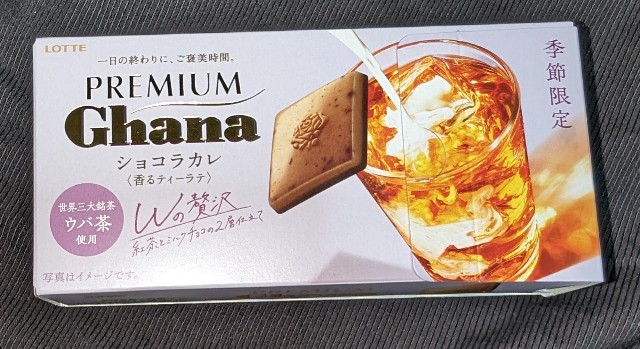 LOTTE
一日の終わりに、ご褒美時間。
PREMIUM
Ghana
ショコラカレ
〈香るティーラテ〉
世界三大銘茶
ウバ茶
使用
Wの贅沢
紅茶とミルクチョコの2層仕立て
写真はイメージです。
季節限定